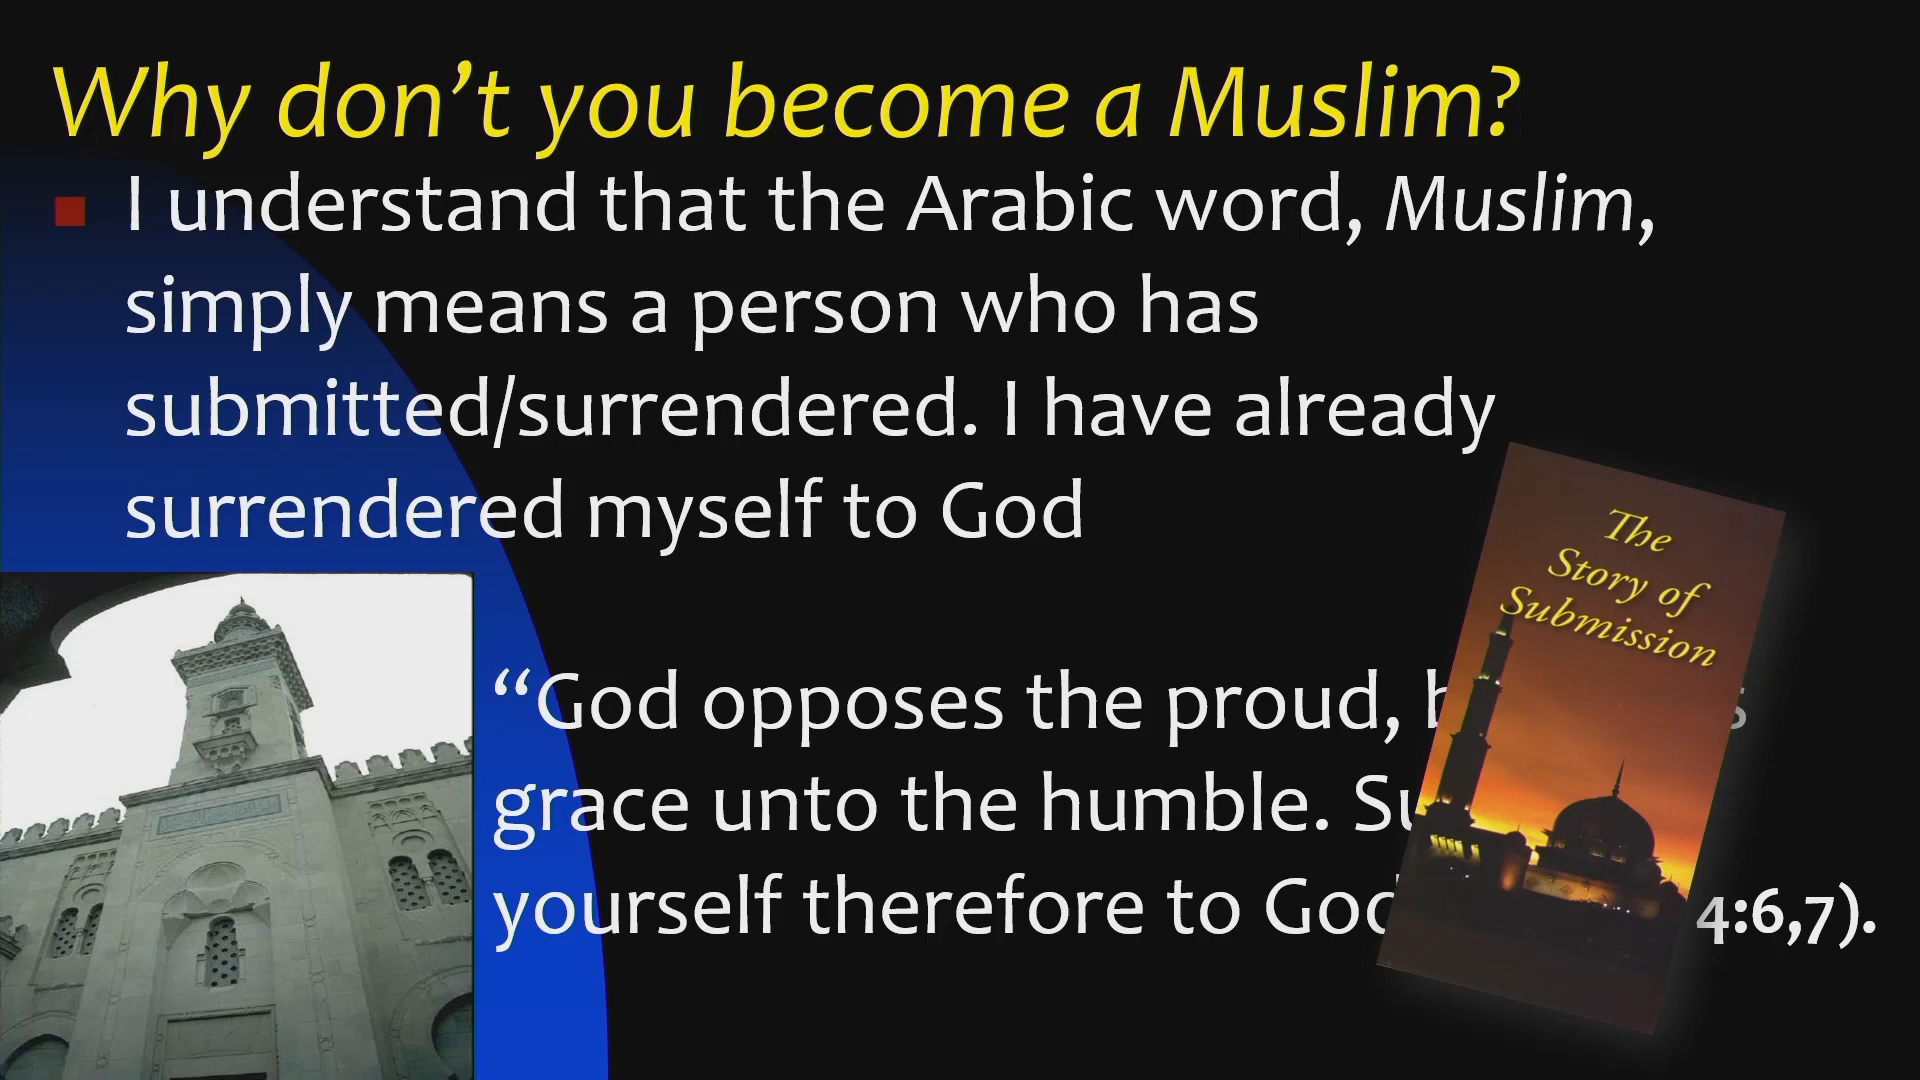 Why don’t you become a Muslim?
I understand that the Arabic word, Muslim,
simply means a person who has
submitted/surrendered. I have already
surrendered myself to God
“God opposes the proud,
grace unto the humble.
yourself therefore to 4:6,7).
The
Story of
Submission